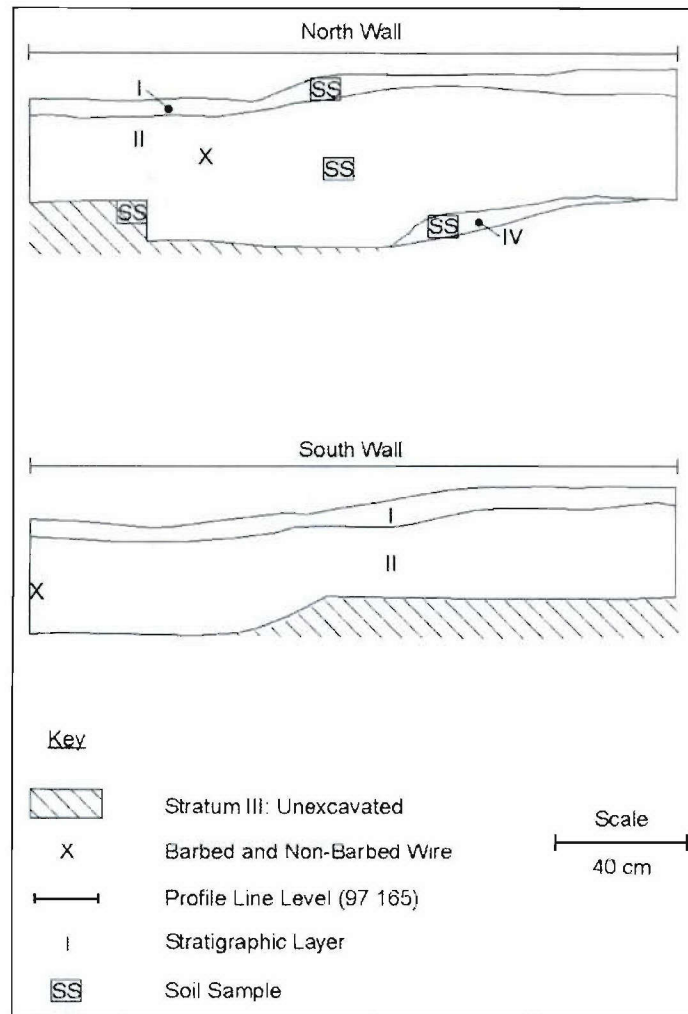 North Wall
I
SS
II
X
SS
SS
SS
IV
South Wall
I
II
X
Key
Stratum III: Unexcavated
X Barbed and Non-Barbed Wire
Profile Line Level (97 165)
I Stratigraphic Layer
SS Soil Sample
Scale
40 cm